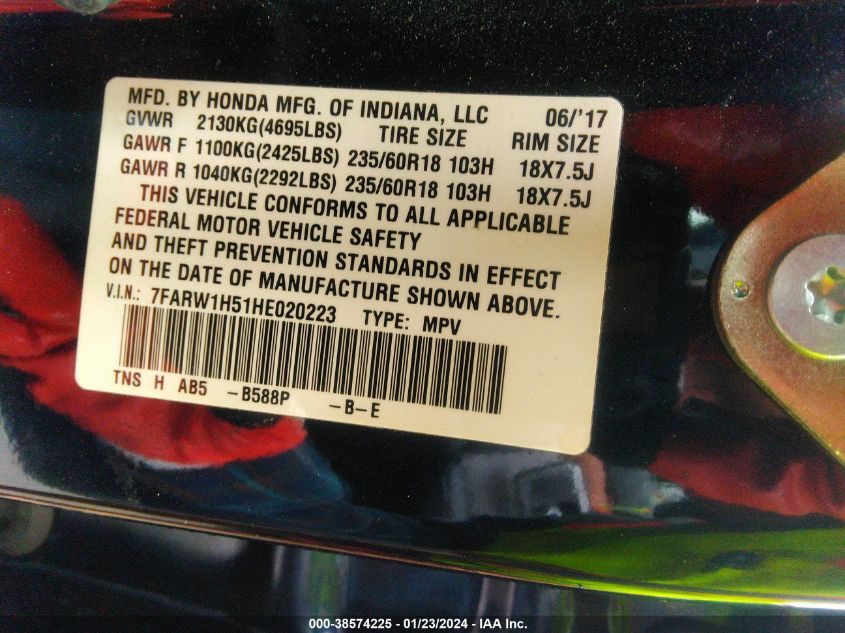 MFD. BY HONDA MFG. OF INDIANA, LLC 06/'17
GVWR 2130KG(4695LBS) TIRE SIZE RIM SIZE
GAWR F 1100KG(2425LBS) 235/60R18 103H 18X7.5J
GAWR R 1040KG(2292LBS) 235/60R18 103H 18X7.5J
THIS VEHICLE CONFORMS TO ALL APPLICABLE
FEDERAL MOTOR VEHICLE SAFETY
AND THEFT PREVENTION STANDARDS IN EFFECT
ON THE DATE OF MANUFACTURE SHOWN ABOVE.
V.I.N.: 7FARW1H51HE020223 TYPE: MPV
TNS H AB5 -B588P -B-E
000-38574225 - 01/23/2024 - IAA Inc.